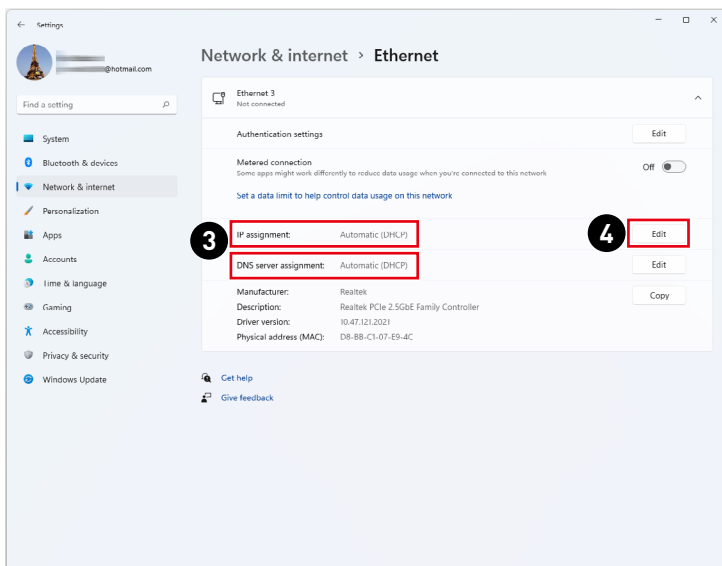 Settings
@hotmail.com
Find a setting
System
Bluetooth & devices
Network & internet
Personalization
Apps
Accounts
Time & language
Gaming
Accessibility
Privacy & security
Windows Update
Network & internet > Ethernet
Ethernet 3
Not connected
Authentication settings
Edit
Metered connection
Some apps might work differently to reduce data usage when you're connected to this network
Off
Set a data limit to help control data usage on this network
3
IP assignment: Automatic (DHCP)
4
Edit
DNS server assignment: Automatic (DHCP)
Edit
Manufacturer: Realtek
Copy
Description: Realtek PCIe 2.5GbE Family Controller
Driver version: 10.47.121.2021
Physical address (MAC): D8-BB-C1-07-E9-4C
Get help
Give feedback